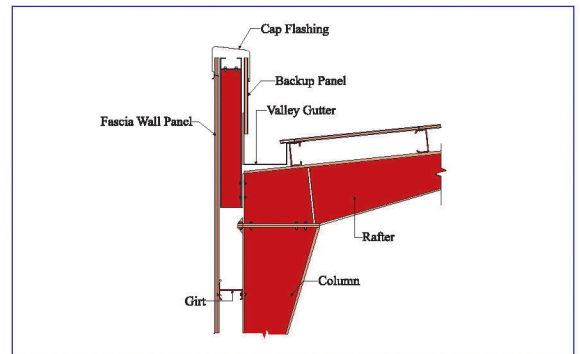 Cap Flashing
Backup Panel
Valley Gutter
Fascia Wall Panel
Rafter
Column
Girt